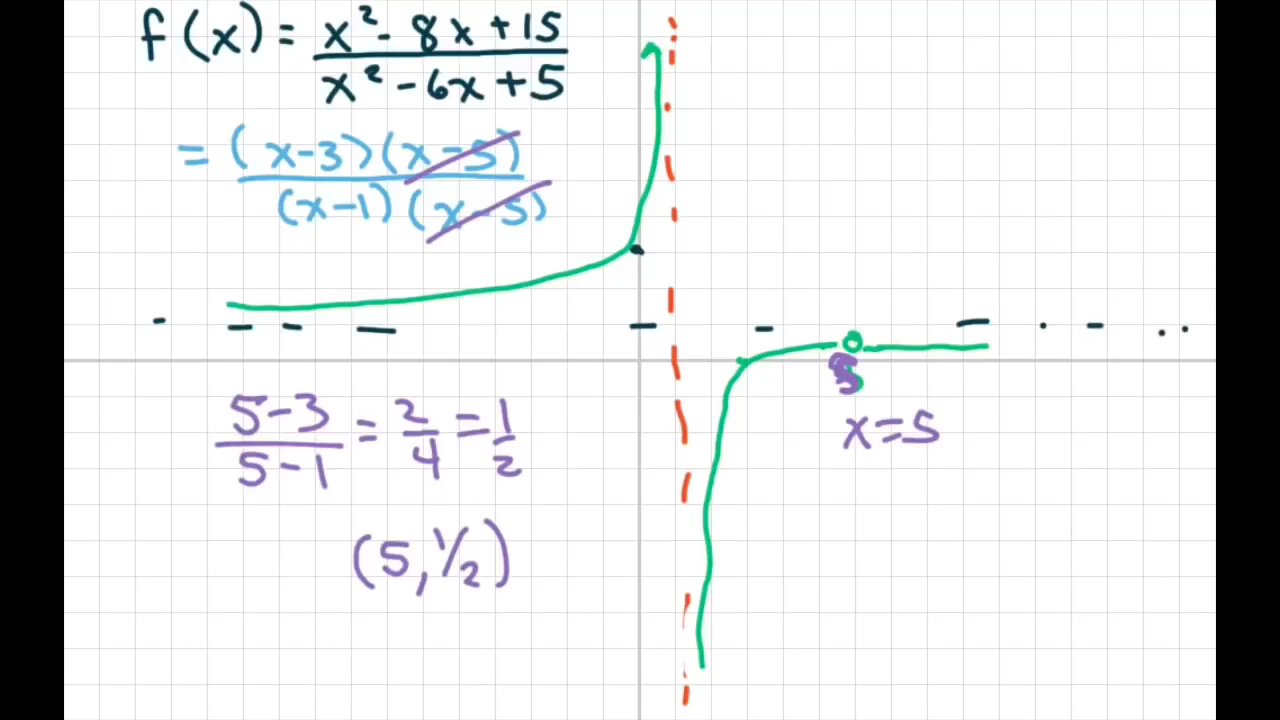 f(x) = x² - 8x + 15
x² - 6x + 5
= (x-3)(x-5)
(x-1)(x-5)
5-3 = 2 = 1
5-1 4 2
(5, 1/2)
5
x=5